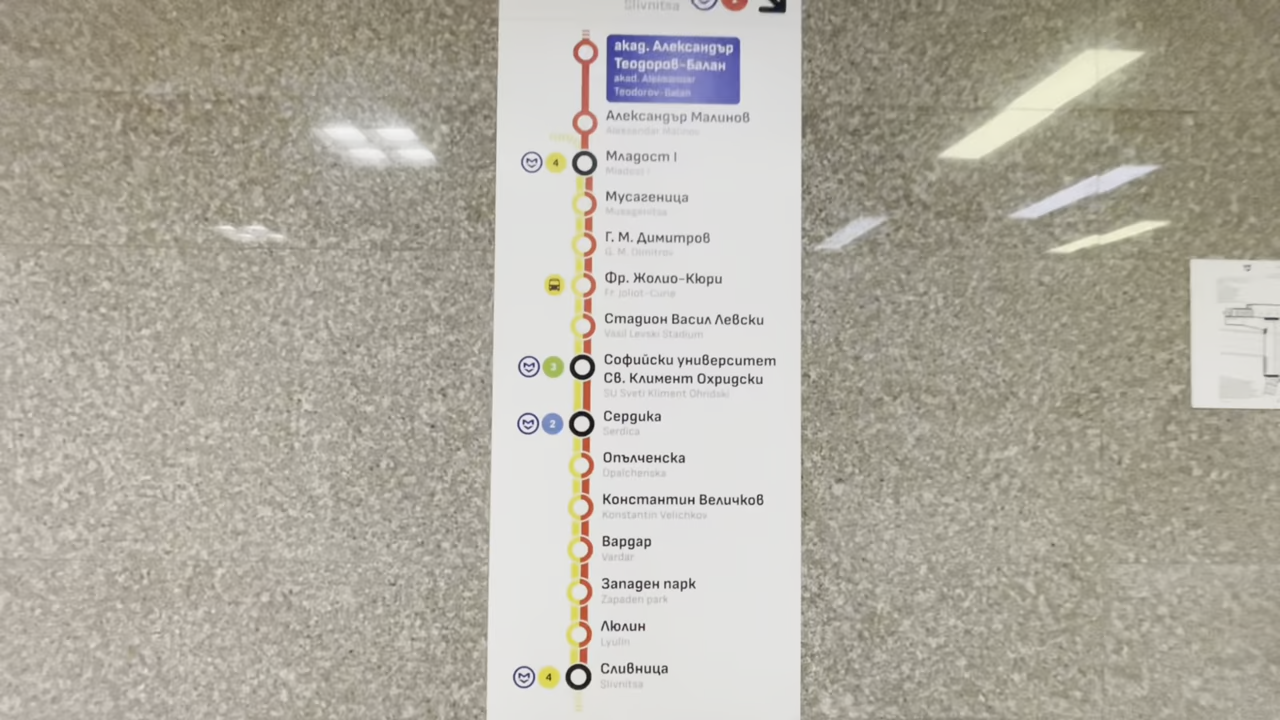 Slivnitsa
акад. Александър
Теодоров-Балан
akad. Aleksandar
Teodorov-Balan
Александър Малинов
Aleksandar Malinov
4 Младост I
Mladost I
Мусагеница
Musagenitsa
Г. М. Димитров
G. M. Dimitrov
Фр. Жолио-Кюри
Fr. Joliot-Curie
Стадион Васил Левски
Vasil Levski Stadium
3 Софийски университет
Св. Климент Охридски
SU Sveti Kliment Ohridski
2 Сердика
Serdica
Опълченска
Opalchenska
Константин Величков
Konstantin Velichkov
Вардар
Vardar
Западен парк
Zapaden park
Люлин
Lyulin
4 Сливница
Slivnitsa